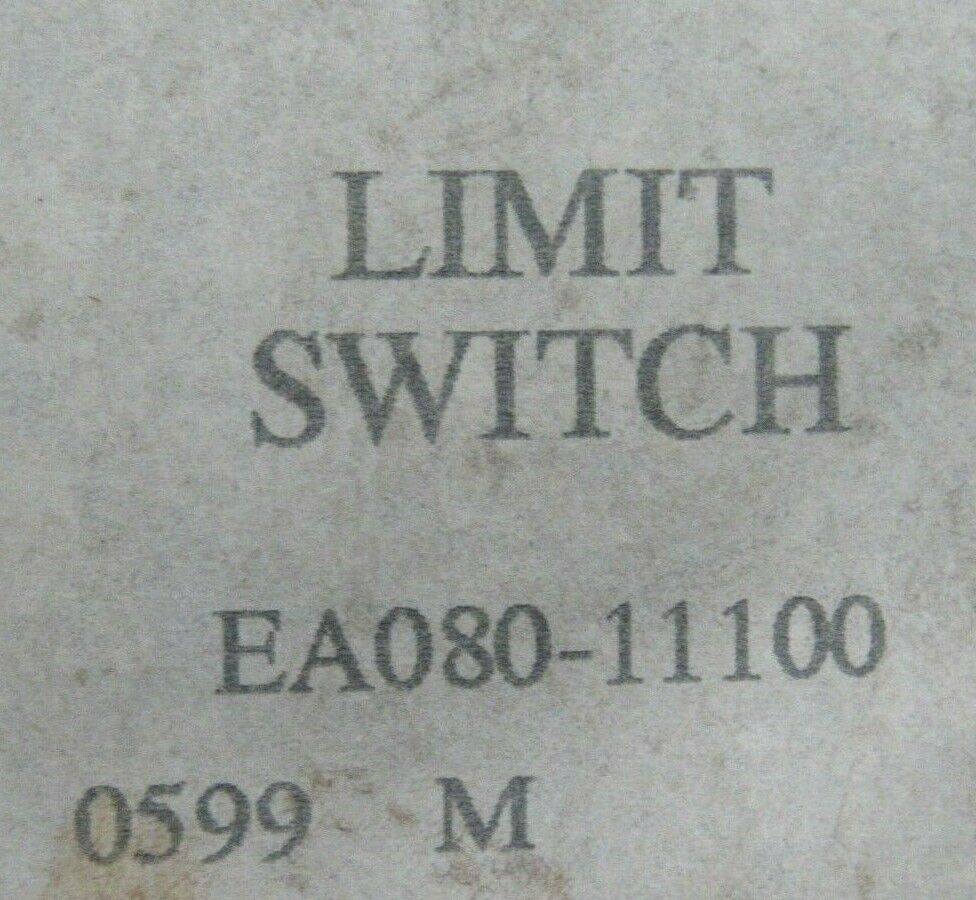 LIMIT
SWITCH
EA080-11100
0599 M